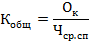 Кобщ = Ок / Чср.сп